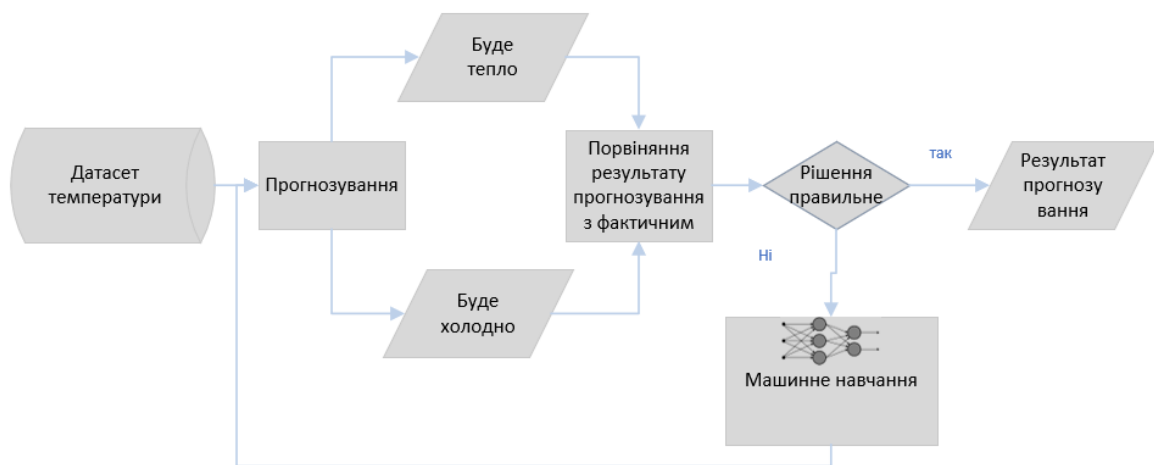 Буде
тепло
Датасет
температури
Прогнозування
Порвіняння
результату
прогнозування
з фактичним
Рішення
правильне
так
Результат
прогнозу
вання
Ні
Буде
холодно
Машинне навчання